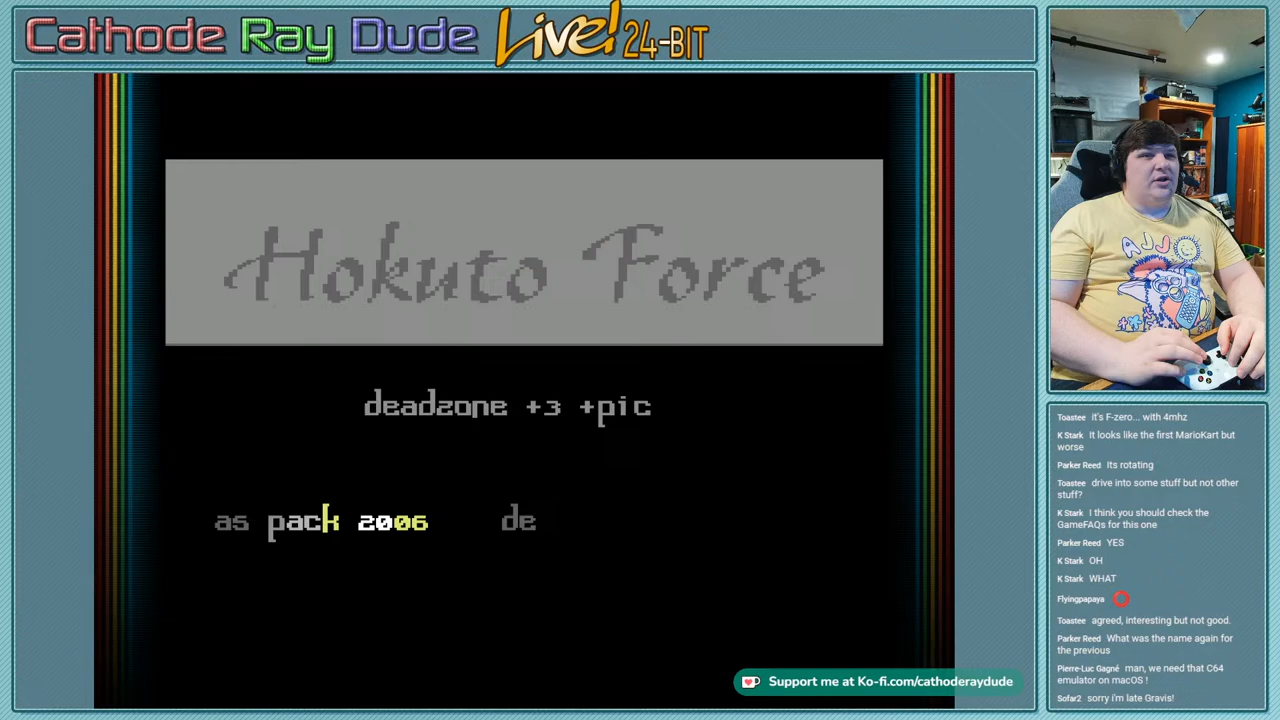 Cathode Ray Dude Live! 24-BIT
Hokuto Force
deadzone +3 +pic
as pack 2006 de
Support me at Ko-fi.com/cathoderaydude
AJJ
Toastee it's F-zero... with 4mhz
K Stark It looks like the first MarioKart but
worse
Parker Reed Its rotating
Toastee drive into some stuff but not other
stuff?
K Stark I think you should check the
GameFAQs for this one
Parker Reed YES
K Stark OH
K Stark WHAT
Flyingpapaya
Toastee agreed, interesting but not good.
Parker Reed What was the name again for
the previous
Pierre-Luc Gagné man, we need that C64
emulator on macOS !
Sofar2 sorry i'm late Gravis!